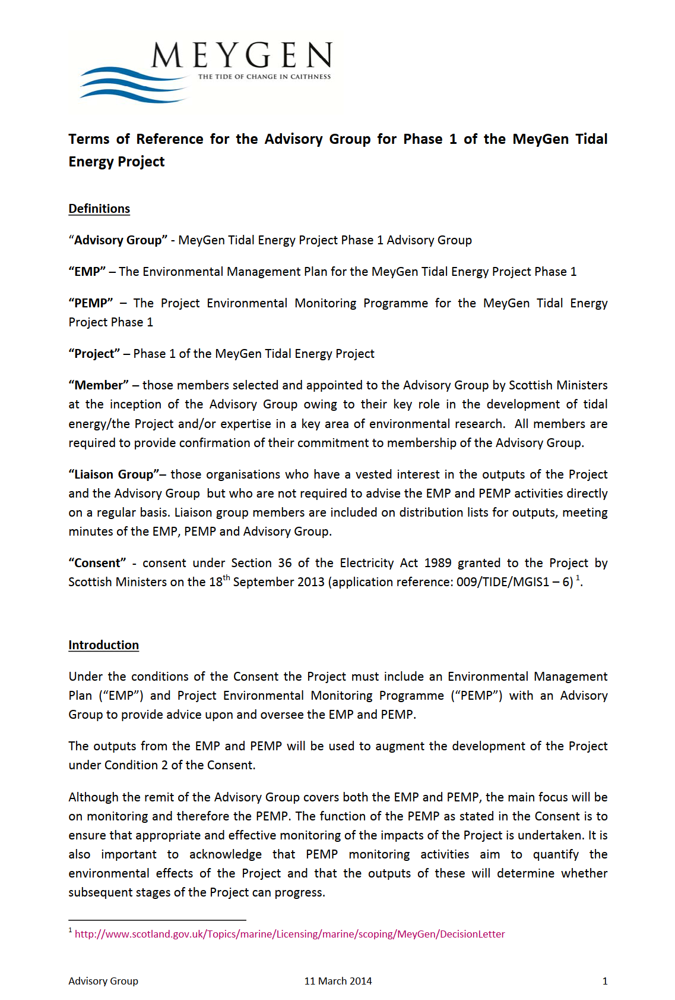 MEYGEN
THE TIDE OF CHANGE IN CAITHNESS
Terms of Reference for the Advisory Group for Phase 1 of the MeyGen Tidal
Energy Project
Definitions
“Advisory Group” - MeyGen Tidal Energy Project Phase 1 Advisory Group
“EMP” – The Environmental Management Plan for the MeyGen Tidal Energy Project Phase 1
“PEMP” – The Project Environmental Monitoring Programme for the MeyGen Tidal Energy
Project Phase 1
“Project” – Phase 1 of the MeyGen Tidal Energy Project
“Member” – those members selected and appointed to the Advisory Group by Scottish Ministers
at the inception of the Advisory Group owing to their key role in the development of tidal
energy/the Project and/or expertise in a key area of environmental research.  All members are
required to provide confirmation of their commitment to membership of the Advisory Group.
“Liaison Group”– those organisations who have a vested interest in the outputs of the Project
and the Advisory Group  but who are not required to advise the EMP and PEMP activities directly
on a regular basis. Liaison group members are included on distribution lists for outputs, meeting
minutes of the EMP, PEMP and Advisory Group.
“Consent” - consent under Section 36 of the Electricity Act 1989 granted to the Project by
Scottish Ministers on the 18th September 2013 (application reference: 009/TIDE/MGIS1 – 6) 1.
Introduction
Under the conditions of the Consent the Project must include an Environmental Management
Plan (“EMP”) and Project Environmental Monitoring Programme (“PEMP”) with an Advisory
Group to provide advice upon and oversee the EMP and PEMP.
The outputs from the EMP and PEMP will be used to augment the development of the Project
under Condition 2 of the Consent.
Although the remit of the Advisory Group covers both the EMP and PEMP, the main focus will be
on monitoring and therefore the PEMP. The function of the PEMP as stated in the Consent is to
ensure that appropriate and effective monitoring of the impacts of the Project is undertaken. It is
also important to acknowledge that PEMP monitoring activities aim to quantify the
environmental effects of the Project and that the outputs of these will determine whether
subsequent stages of the Project can progress.
1 http://www.scotland.gov.uk/Topics/marine/Licensing/marine/scoping/MeyGen/DecisionLetter
Advisory Group 11 March 2014 1